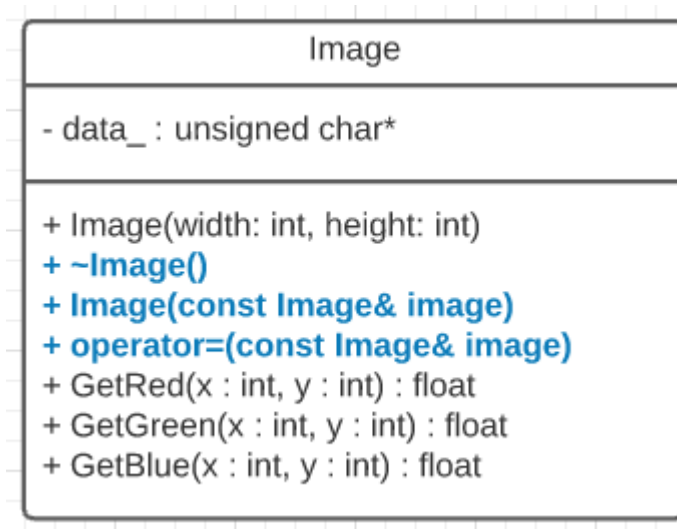 Image
- data_ : unsigned char*
+ Image(width: int, height: int)
+ ~Image()
+ Image(const Image& image)
+ operator=(const Image& image)
+ GetRed(x : int, y : int) : float
+ GetGreen(x : int, y : int) : float
+ GetBlue(x : int, y : int) : float